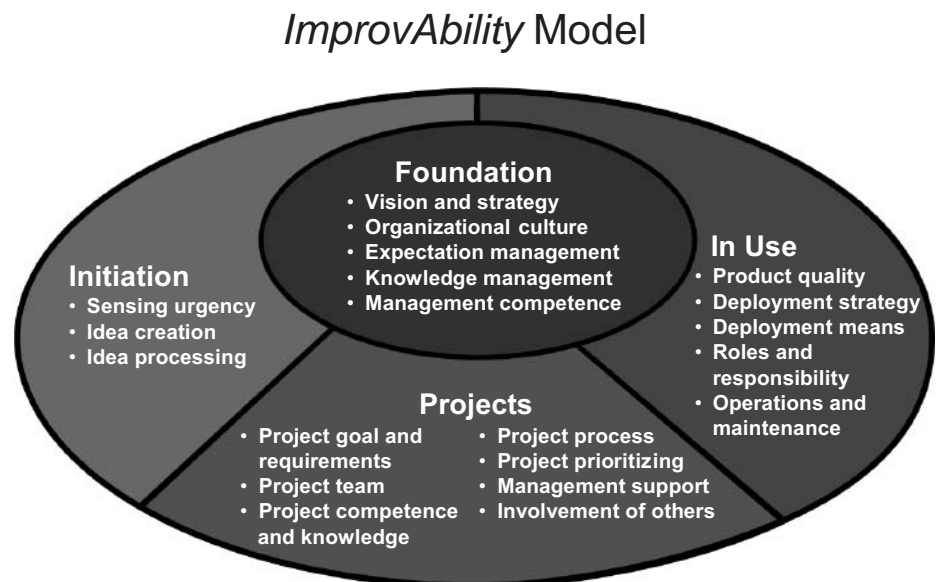 ImprovAbility Model
Foundation
• Vision and strategy
• Organizational culture
• Expectation management
• Knowledge management
• Management competence
Initiation
• Sensing urgency
• Idea creation
• Idea processing
In Use
• Product quality
• Deployment strategy
• Deployment means
• Roles and
responsibility
• Operations and
maintenance
Projects
• Project goal and
requirements
• Project team
• Project competence
and knowledge
• Project process
• Project prioritizing
• Management support
• Involvement of others